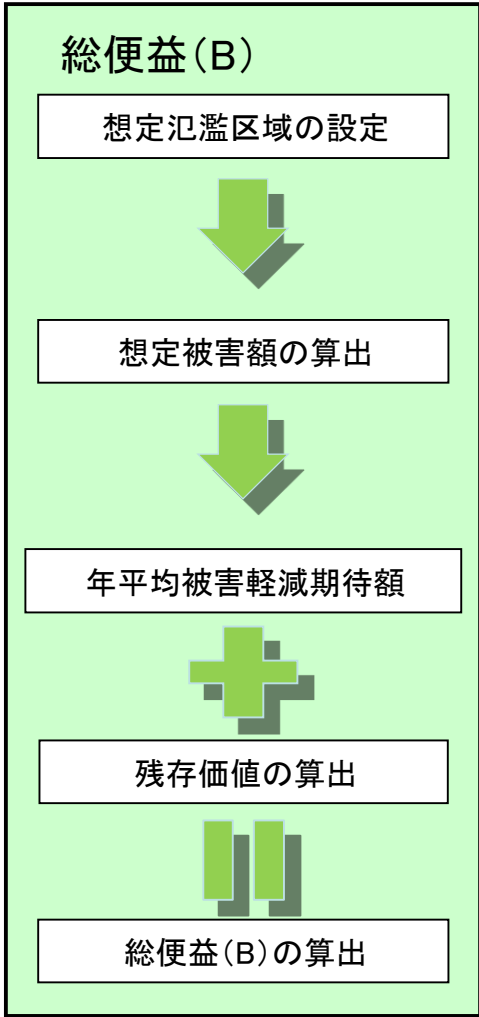 総便益（B）
想定氾濫区域の設定
想定被害額の算出
年平均被害軽減期待額
残存価値の算出
総便益（B）の算出